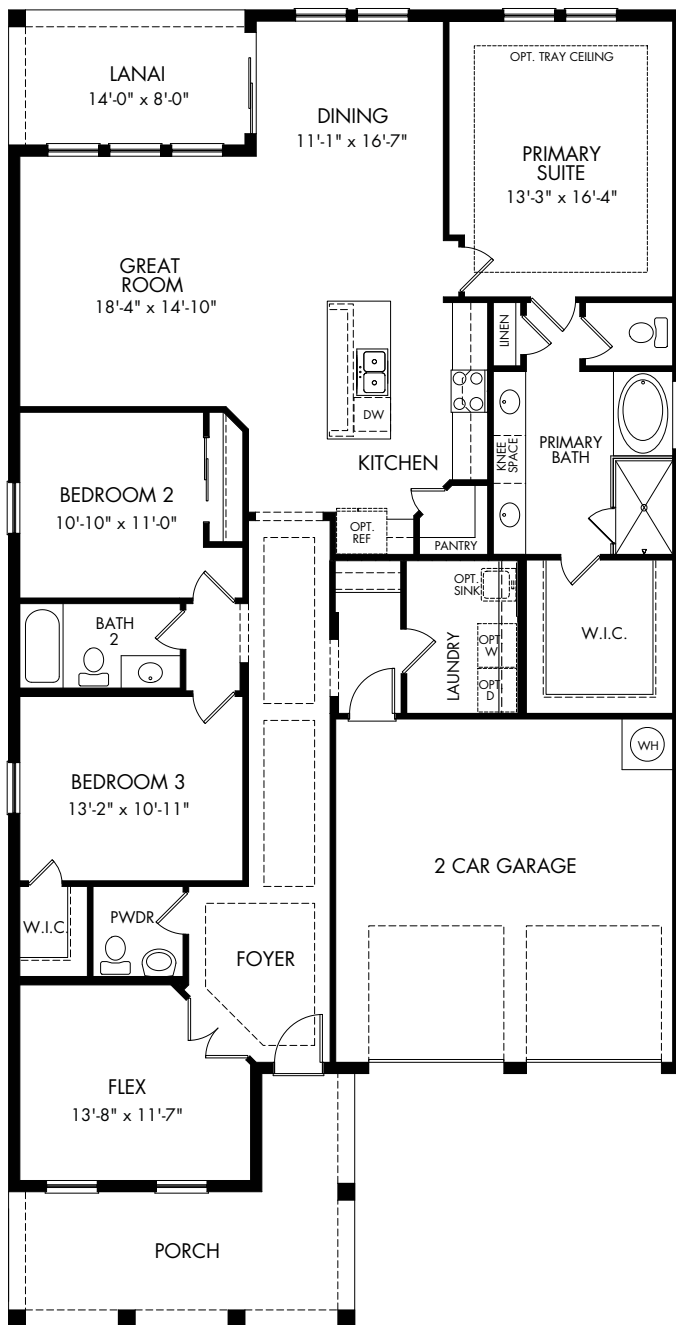 LANAI
14'-0" x 8'-0"
DINING
11'-1" x 16'-7"
OPT. TRAY CEILING
PRIMARY
SUITE
13'-3" x 16'-4"
GREAT
ROOM
18'-4" x 14'-10"
LINEN
DW
KITCHEN
KNEE
SPACE
PRIMARY
BATH
BEDROOM 2
10'-10" x 11'-0"
OPT.
REF
PANTRY
OPT.
SINK
BATH
2
LAUNDRY
OPT
W
OPT
D
W.I.C.
WH
BEDROOM 3
13'-2" x 10'-11"
2 CAR GARAGE
W.I.C.
PWDR
FOYER
FLEX
13'-8" x 11'-7"
PORCH